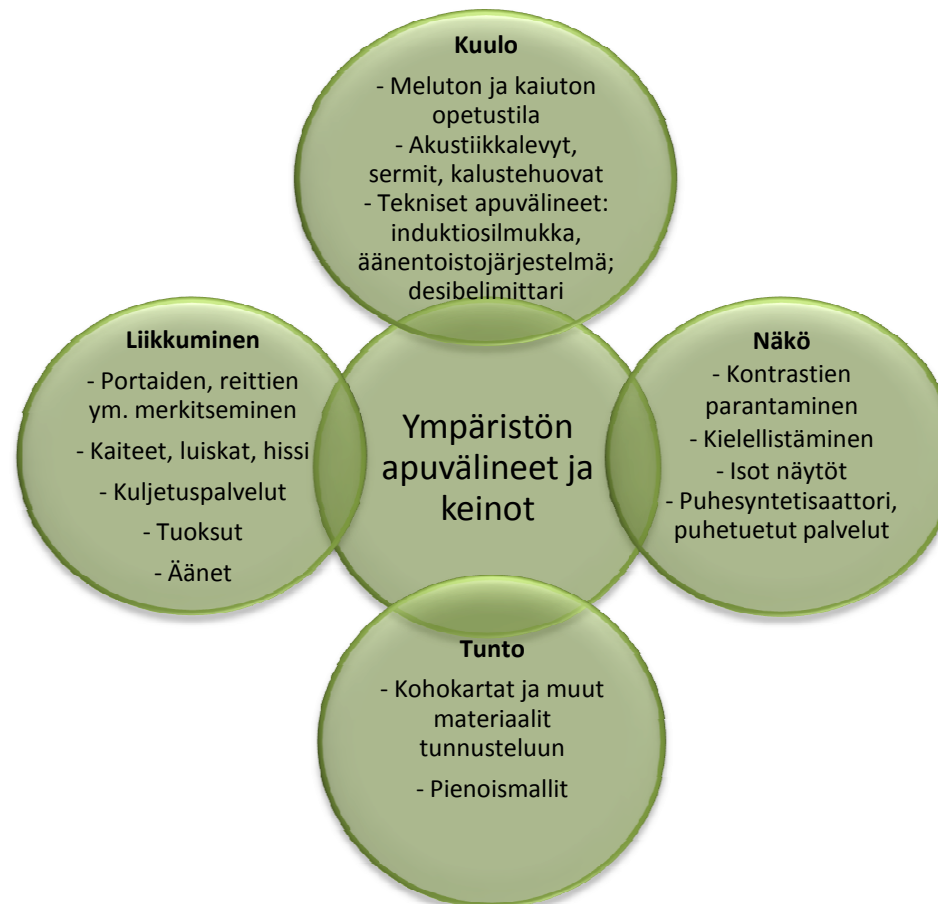 Kuulo
- Meluton ja kaiuton
opetustila
- Akustiikkalevyt,
sermit, kalustehuovat
- Tekniset apuvälineet:
induktiosilmukka,
äänentoistojärjestelmä;
desibelimittari
Liikkuminen
- Portaiden, reittien
ym. merkitseminen
- Kaiteet, luiskat, hissi
- Kuljetuspalvelut
- Tuoksut
- Äänet
Ympäristön
apuvälineet ja
keinot
Näkö
- Kontrastien
parantaminen
- Kielellistäminen
- Isot näytöt
- Puhesyntetisaattori,
puhetuetut palvelut
Tunto
- Kohokartat ja muut
materiaalit
tunnusteluun
- Pienoismallit